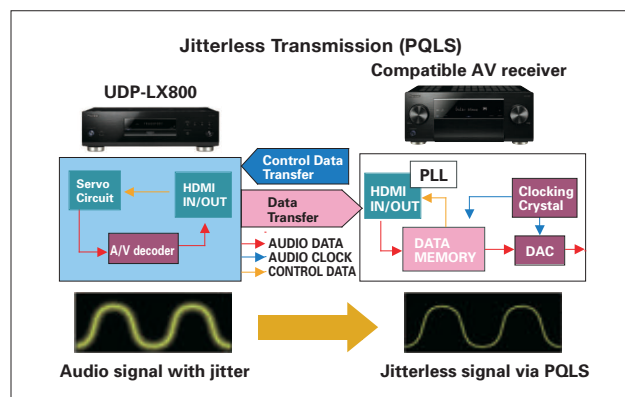 Jitterless Transmission (PQLS)
UDP-LX800
Compatible AV receiver
Control Data
Transfer
Servo
Circuit
HDMI
IN/OUT
A/V decoder
Data
Transfer
AUDIO DATA
AUDIO CLOCK
CONTROL DATA
HDMI
IN/OUT
PLL
Clocking
Crystal
DATA
MEMORY
DAC
Audio signal with jitter
Jitterless signal via PQLS